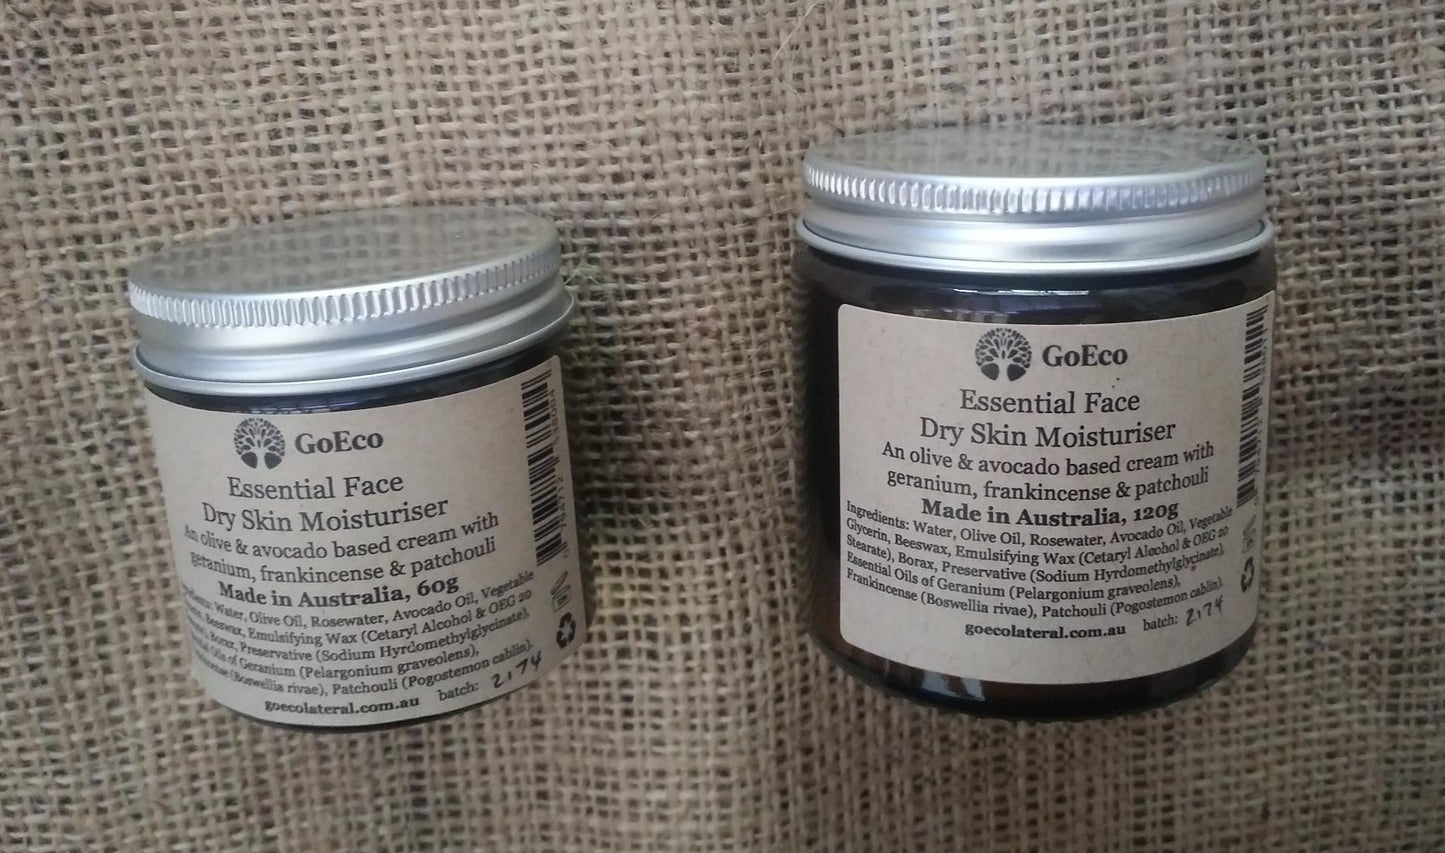 GoEco
Essential Face
Dry Skin Moisturiser
An olive & avocado based cream with
geranium, frankincense & patchouli
Made in Australia, 60g
Water, Olive Oil, Rosewater, Avocado Oil, Vegetable
Beeswax, Emulsifying Wax (Cetaryl Alcohol & OEG 20
Borax, Preservative (Sodium Hyrdomethylglycinate),
Oils of Geranium (Pelargonium graveolens),
(Boswellia rivae), Patchouli (Pogostemon cablin).
goecolateral.com.au batch: 2174
GoEco
Essential Face
Dry Skin Moisturiser
An olive & avocado based cream with
geranium, frankincense & patchouli
Made in Australia, 120g
Ingredients: Water, Olive Oil, Rosewater, Avocado Oil, Vegetable
Glycerin, Beeswax, Emulsifying Wax (Cetaryl Alcohol & OEG 20
Stearate), Borax, Preservative (Sodium Hyrdomethylglycinate),
Essential Oils of Geranium (Pelargonium graveolens),
Frankincense (Boswellia rivae), Patchouli (Pogostemon cablin).
goecolateral.com.au batch: 2174